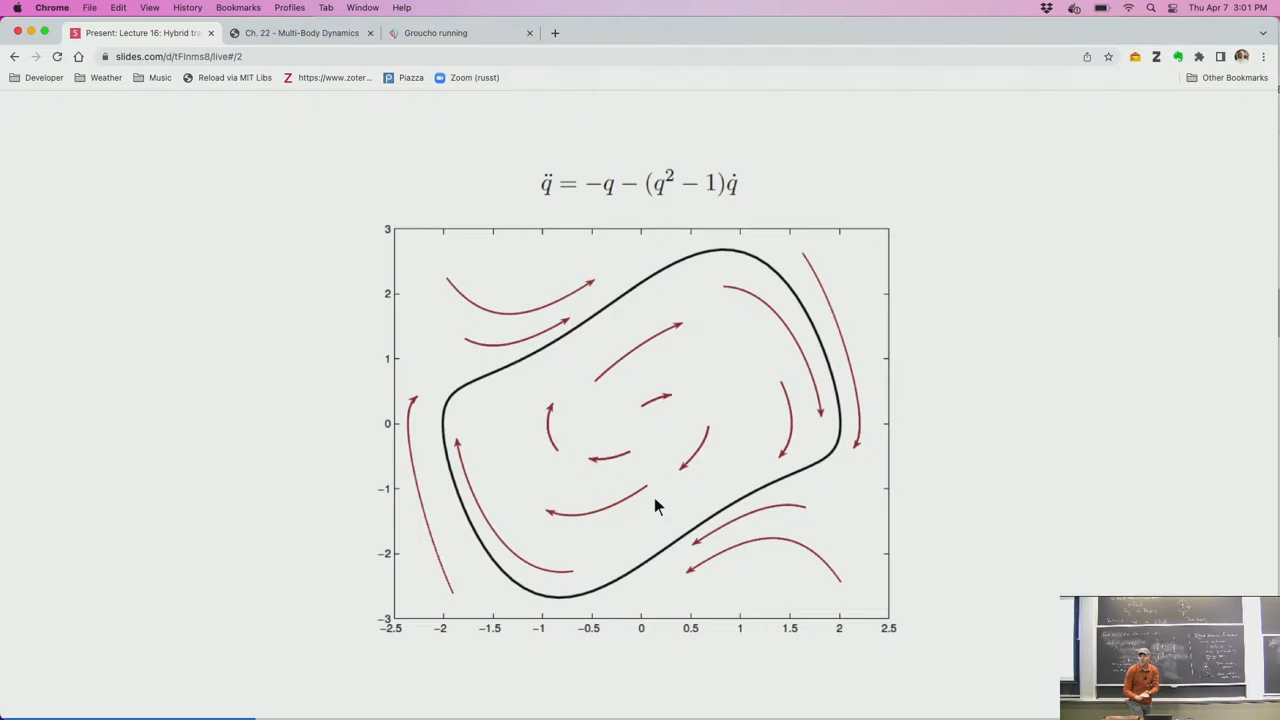 Chrome File Edit View History Bookmarks Profiles Tab Window Help Thu Apr 7 3:01 PM
Present: Lecture 16: Hybrid tra Ch. 22 - Multi-Body Dynamics Groucho running
slides.com/d/tFInms8/live#/2
Developer Weather Music Reload via MIT Libs https://www.zoter... Piazza Zoom (russt) Other Bookmarks
q̈ = −q − (q² − 1)q̇
3
2
1
0
−1
−2
−3
−2.5 −2 −1.5 −1 −0.5 0 0.5 1 1.5 2 2.5